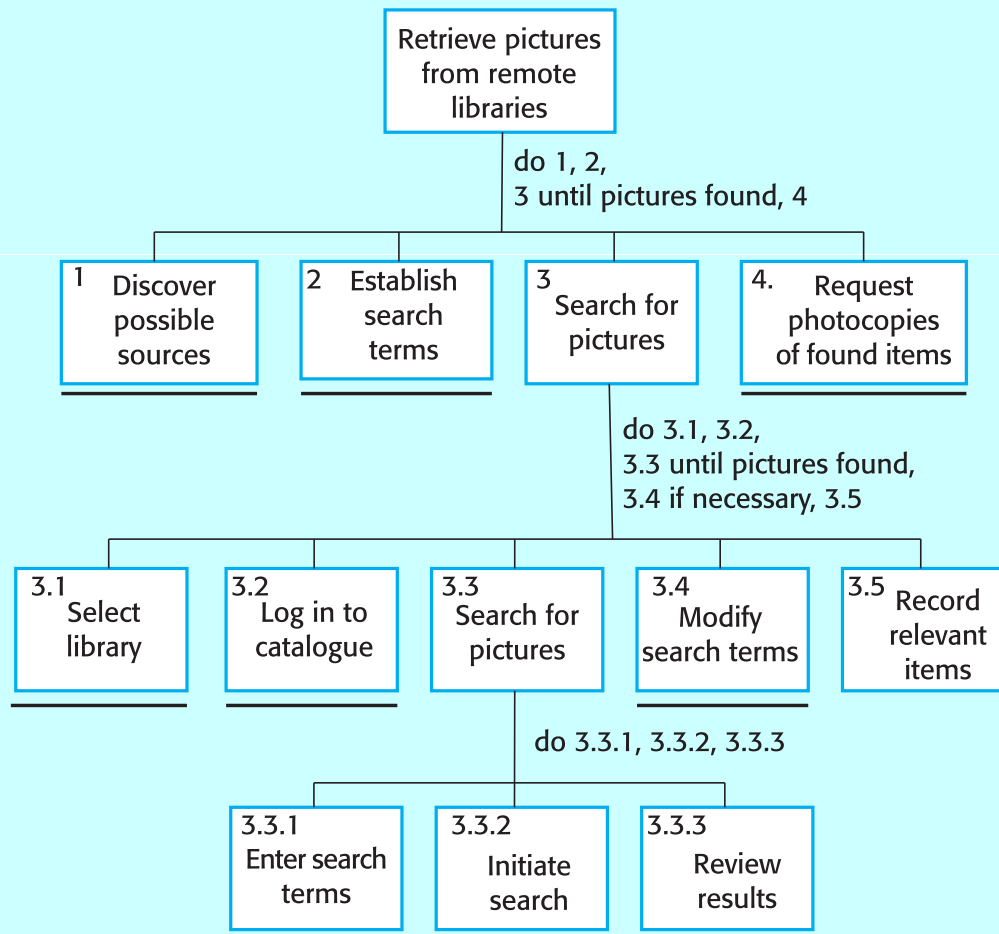 Retrieve pictures
from remote
libraries
do 1, 2,
3 until pictures found, 4
1
Discover
possible
sources
2
Establish
search
terms
3
Search for
pictures
4.
Request
photocopies
of found items
do 3.1, 3.2,
3.3 until pictures found,
3.4 if necessary, 3.5
3.1
Select
library
3.2
Log in to
catalogue
3.3
Search for
pictures
3.4
Modify
search terms
3.5
Record
relevant
items
do 3.3.1, 3.3.2, 3.3.3
3.3.1
Enter search
terms
3.3.2
Initiate
search
3.3.3
Review
results